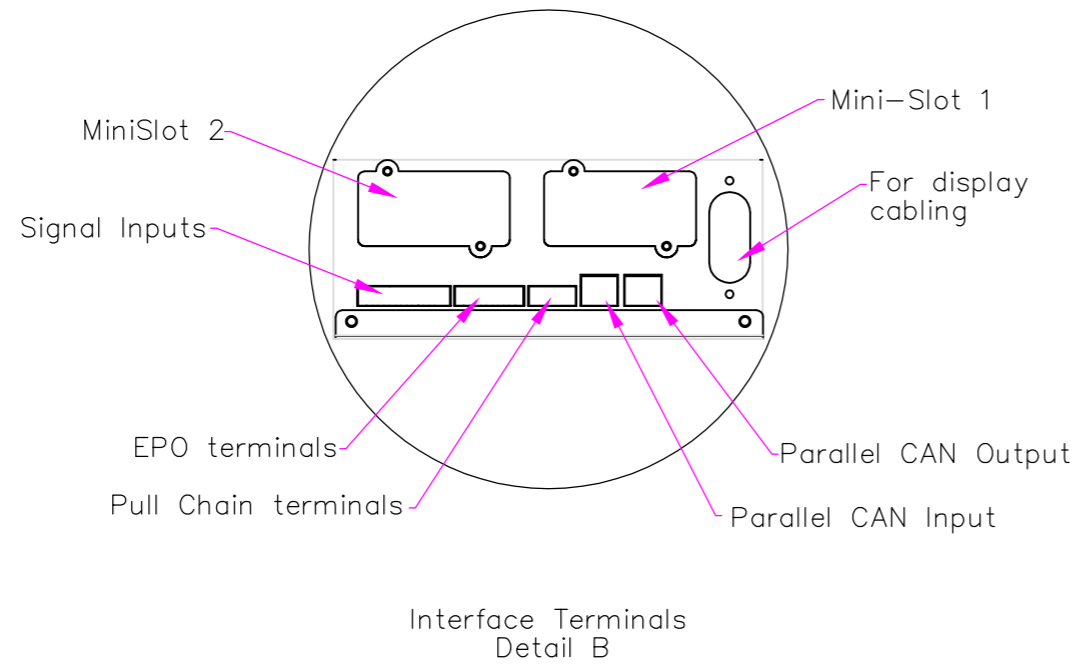 Mini-Slot 1
MiniSlot 2
For display
cabling
Signal Inputs
EPO terminals
Parallel CAN Output
Pull Chain terminals
Parallel CAN Input
Interface Terminals
Detail B